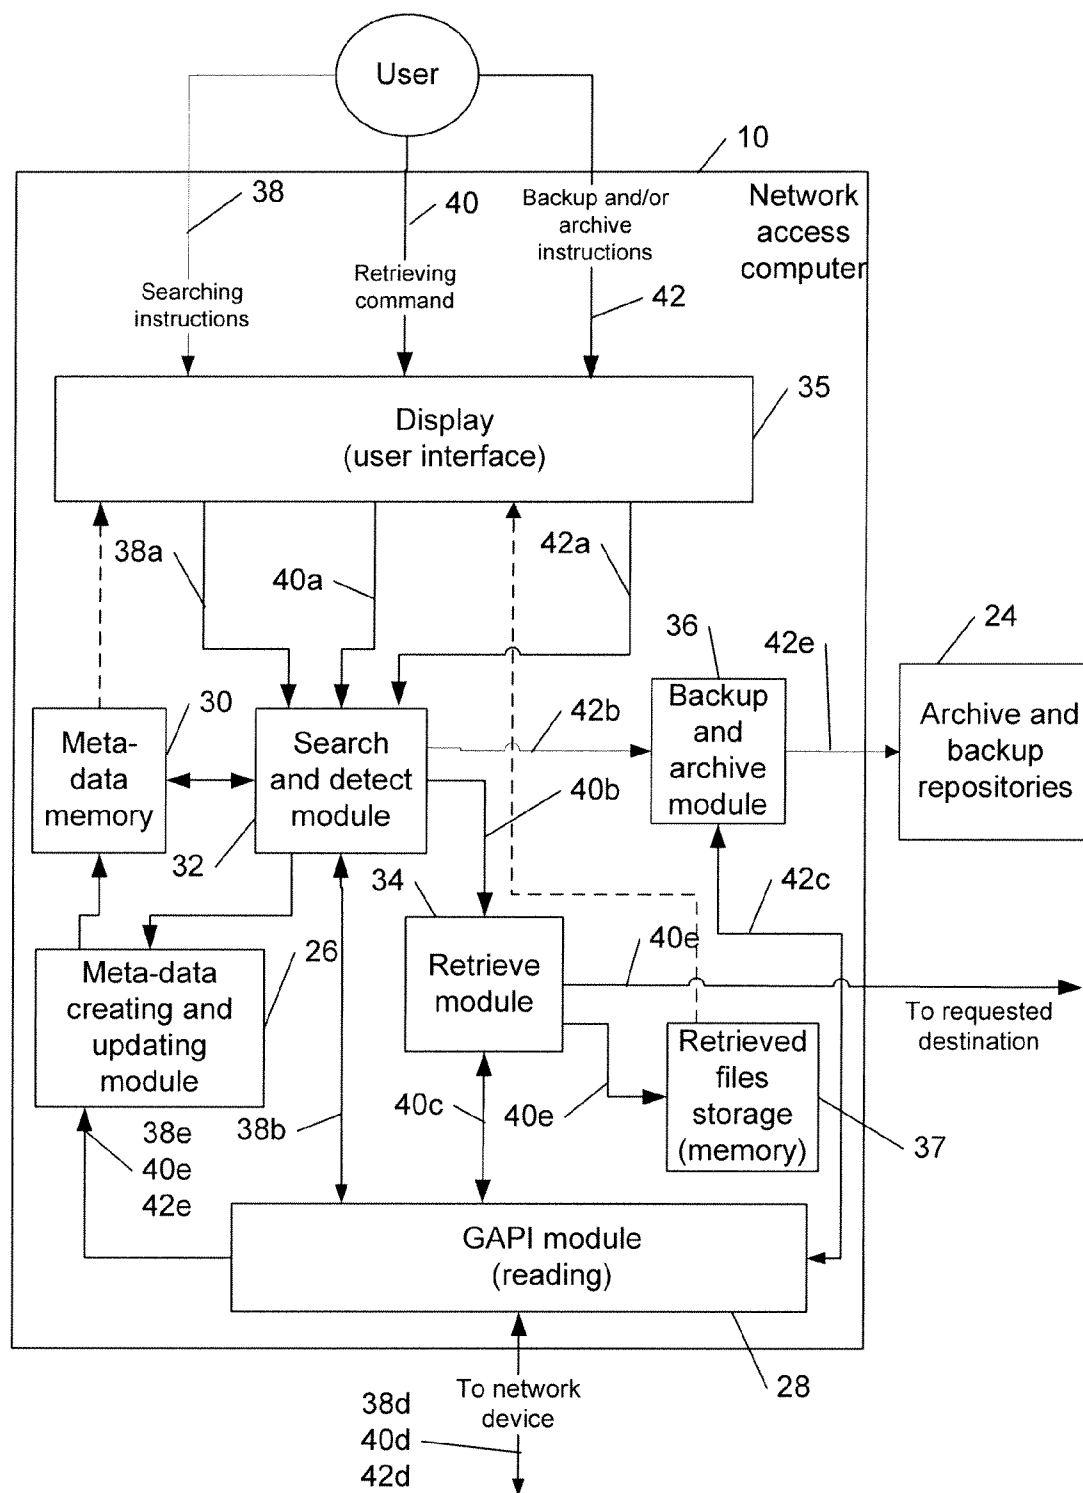 User
10
Network
access
computer
38
40
Backup and/or
archive
instructions
Searching
instructions
Retrieving
command
42
35
Display
(user interface)
38a
40a
42a
36
42e
24
30
Meta-
data
memory
Search
and detect
module
42b
Backup
and
archive
module
Archive and
backup
repositories
40b
32
34
42c
26
Meta-data
creating and
updating
module
Retrieve
module
40e
To requested
destination
Retrieved
files
storage
(memory)
38e
40e
42e
38b
40c
40e
37
GAPI module
(reading)
28
To network
device
38d
40d
42d